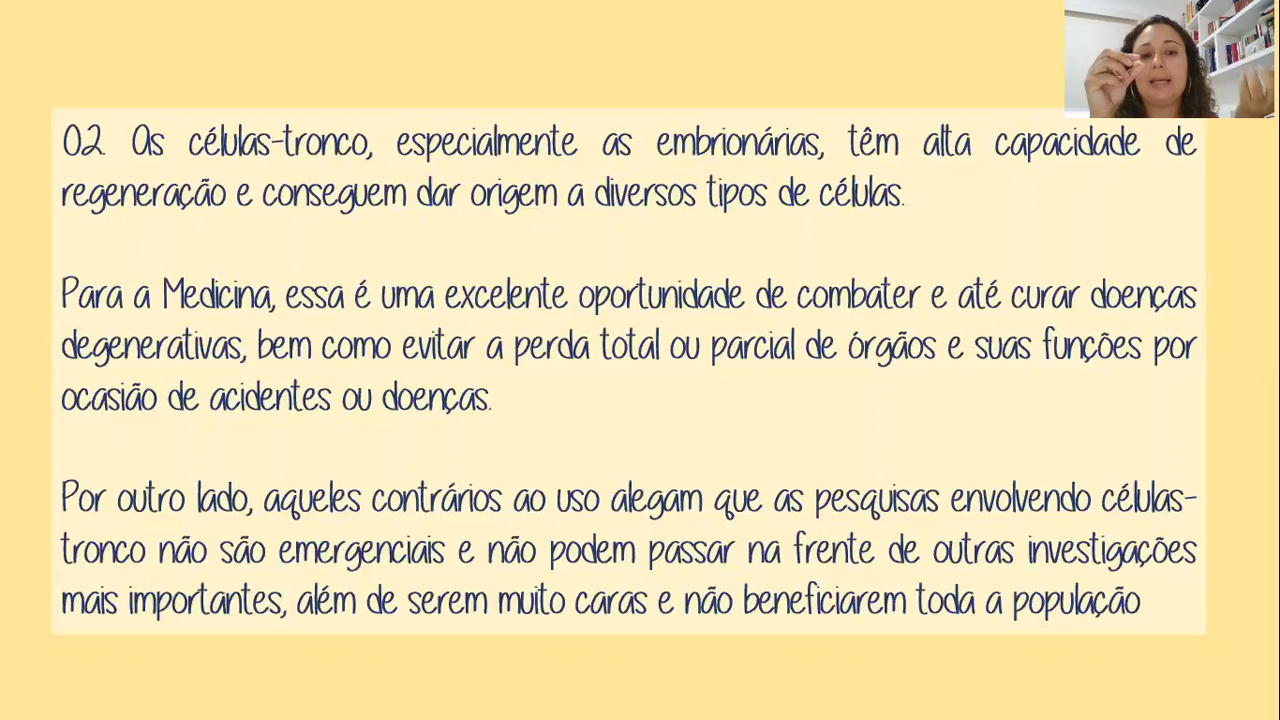 02. As células-tronco, especialmente as embrionárias, têm alta capacidade de
regeneração e conseguem dar origem a diversos tipos de células.
Para a Medicina, essa é uma excelente oportunidade de combater e até curar doenças
degenerativas, bem como evitar a perda total ou parcial de órgãos e suas funções por
ocasião de acidentes ou doenças.
Por outro lado, aqueles contrários ao uso alegam que as pesquisas envolvendo células-
tronco não são emergenciais e não podem passar na frente de outras investigações
mais importantes, além de serem muito caras e não beneficiarem toda a população